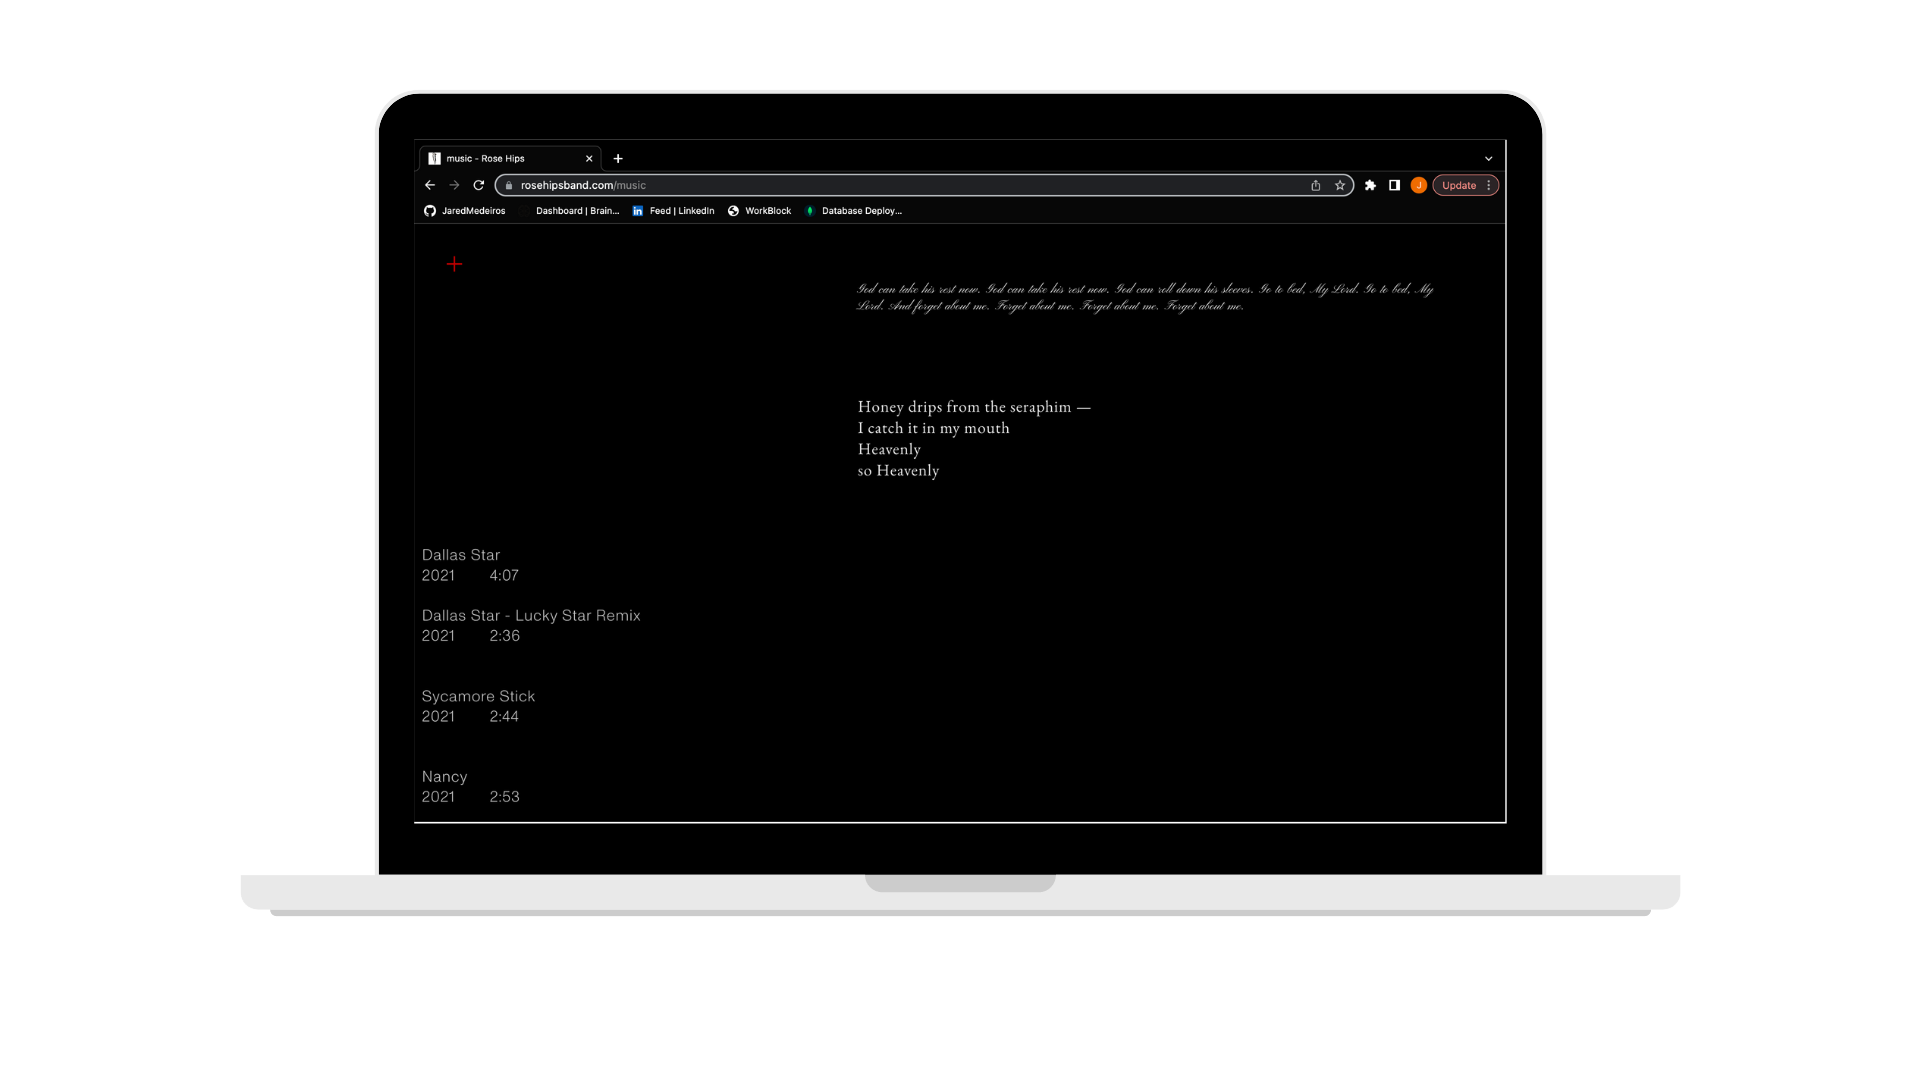 music - Rose Hips
rosehipsband.com/music
J
Update
JaredMedeiros
Dashboard | Brain...
in
Feed | LinkedIn
WorkBlock
Database Deploy...
God can take his rest now. God can take his rest now. God can roll down his sleeves. Go to bed, My Lord. Go to bed, My
Lord. And forget about me. Forget about me. Forget about me. Forget about me.
Honey drips from the seraphim —
I catch it in my mouth
Heavenly
so Heavenly
Dallas Star
2021 4:07
Dallas Star - Lucky Star Remix
2021 2:36
Sycamore Stick
2021 2:44
Nancy
2021 2:53